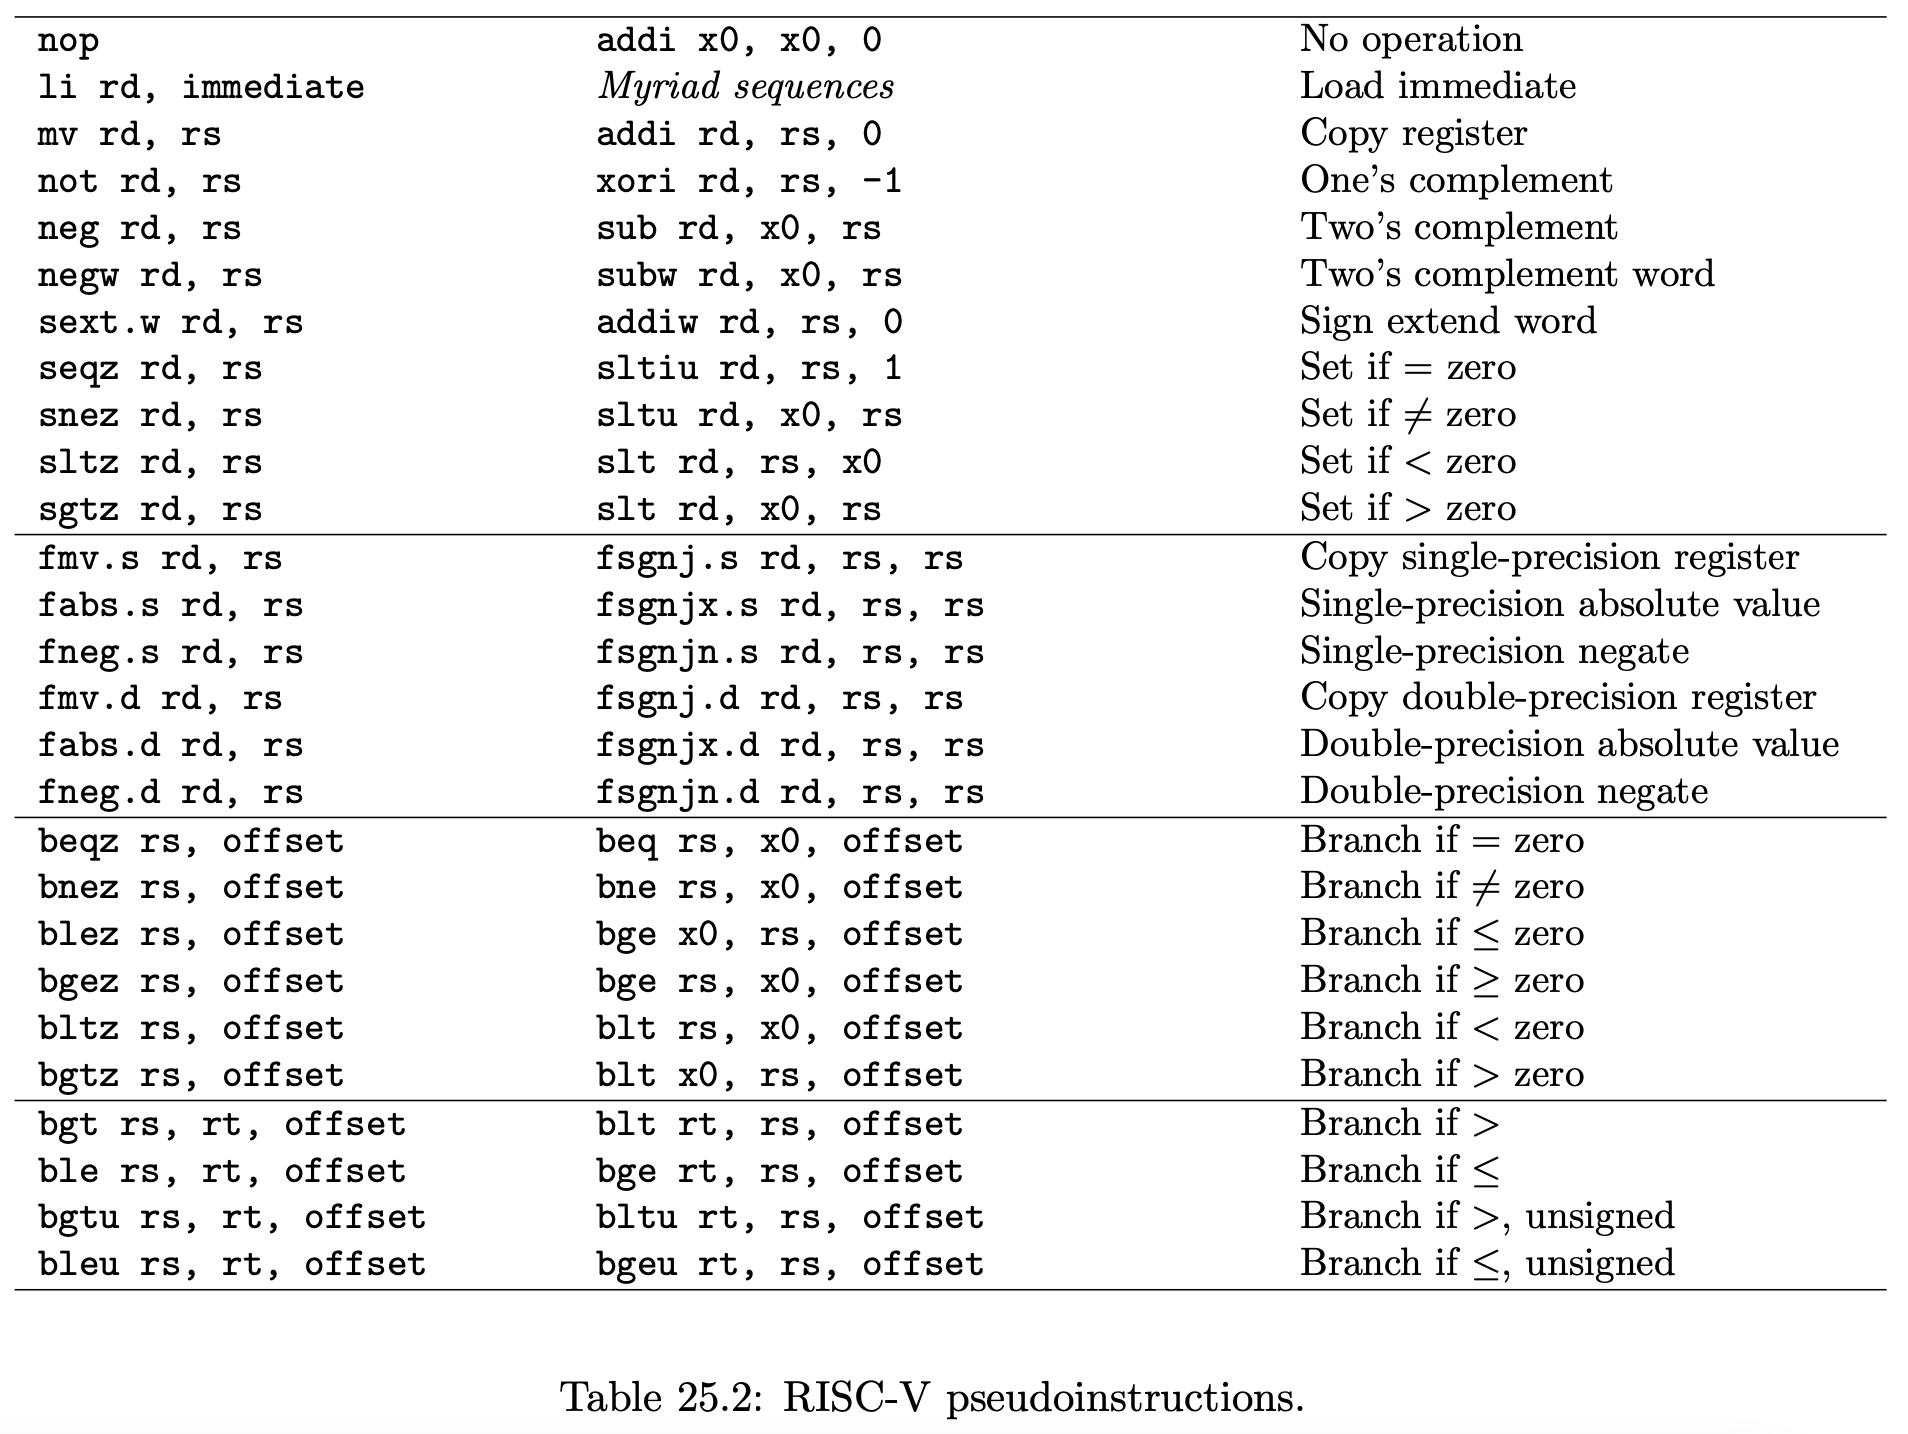 nop addi x0, x0, 0 No operation
li rd, immediate Myriad sequences Load immediate
mv rd, rs addi rd, rs, 0 Copy register
not rd, rs xori rd, rs, -1 One's complement
neg rd, rs sub rd, x0, rs Two's complement
negw rd, rs subw rd, x0, rs Two's complement word
sext.w rd, rs addiw rd, rs, 0 Sign extend word
seqz rd, rs sltiu rd, rs, 1 Set if = zero
snez rd, rs sltu rd, x0, rs Set if ≠ zero
sltz rd, rs slt rd, rs, x0 Set if < zero
sgtz rd, rs slt rd, x0, rs Set if > zero
fmv.s rd, rs fsgnj.s rd, rs, rs Copy single-precision register
fabs.s rd, rs fsgnjx.s rd, rs, rs Single-precision absolute value
fneg.s rd, rs fsgnjn.s rd, rs, rs Single-precision negate
fmv.d rd, rs fsgnj.d rd, rs, rs Copy double-precision register
fabs.d rd, rs fsgnjx.d rd, rs, rs Double-precision absolute value
fneg.d rd, rs fsgnjn.d rd, rs, rs Double-precision negate
beqz rs, offset beq rs, x0, offset Branch if = zero
bnez rs, offset bne rs, x0, offset Branch if ≠ zero
blez rs, offset bge x0, rs, offset Branch if ≤ zero
bgez rs, offset bge rs, x0, offset Branch if ≥ zero
bltz rs, offset blt rs, x0, offset Branch if < zero
bgtz rs, offset blt x0, rs, offset Branch if > zero
bgt rs, rt, offset blt rt, rs, offset Branch if >
ble rs, rt, offset bge rt, rs, offset Branch if ≤
bgtu rs, rt, offset bltu rt, rs, offset Branch if >, unsigned
bleu rs, rt, offset bgeu rt, rs, offset Branch if ≤, unsigned
Table 25.2: RISC-V pseudoinstructions.